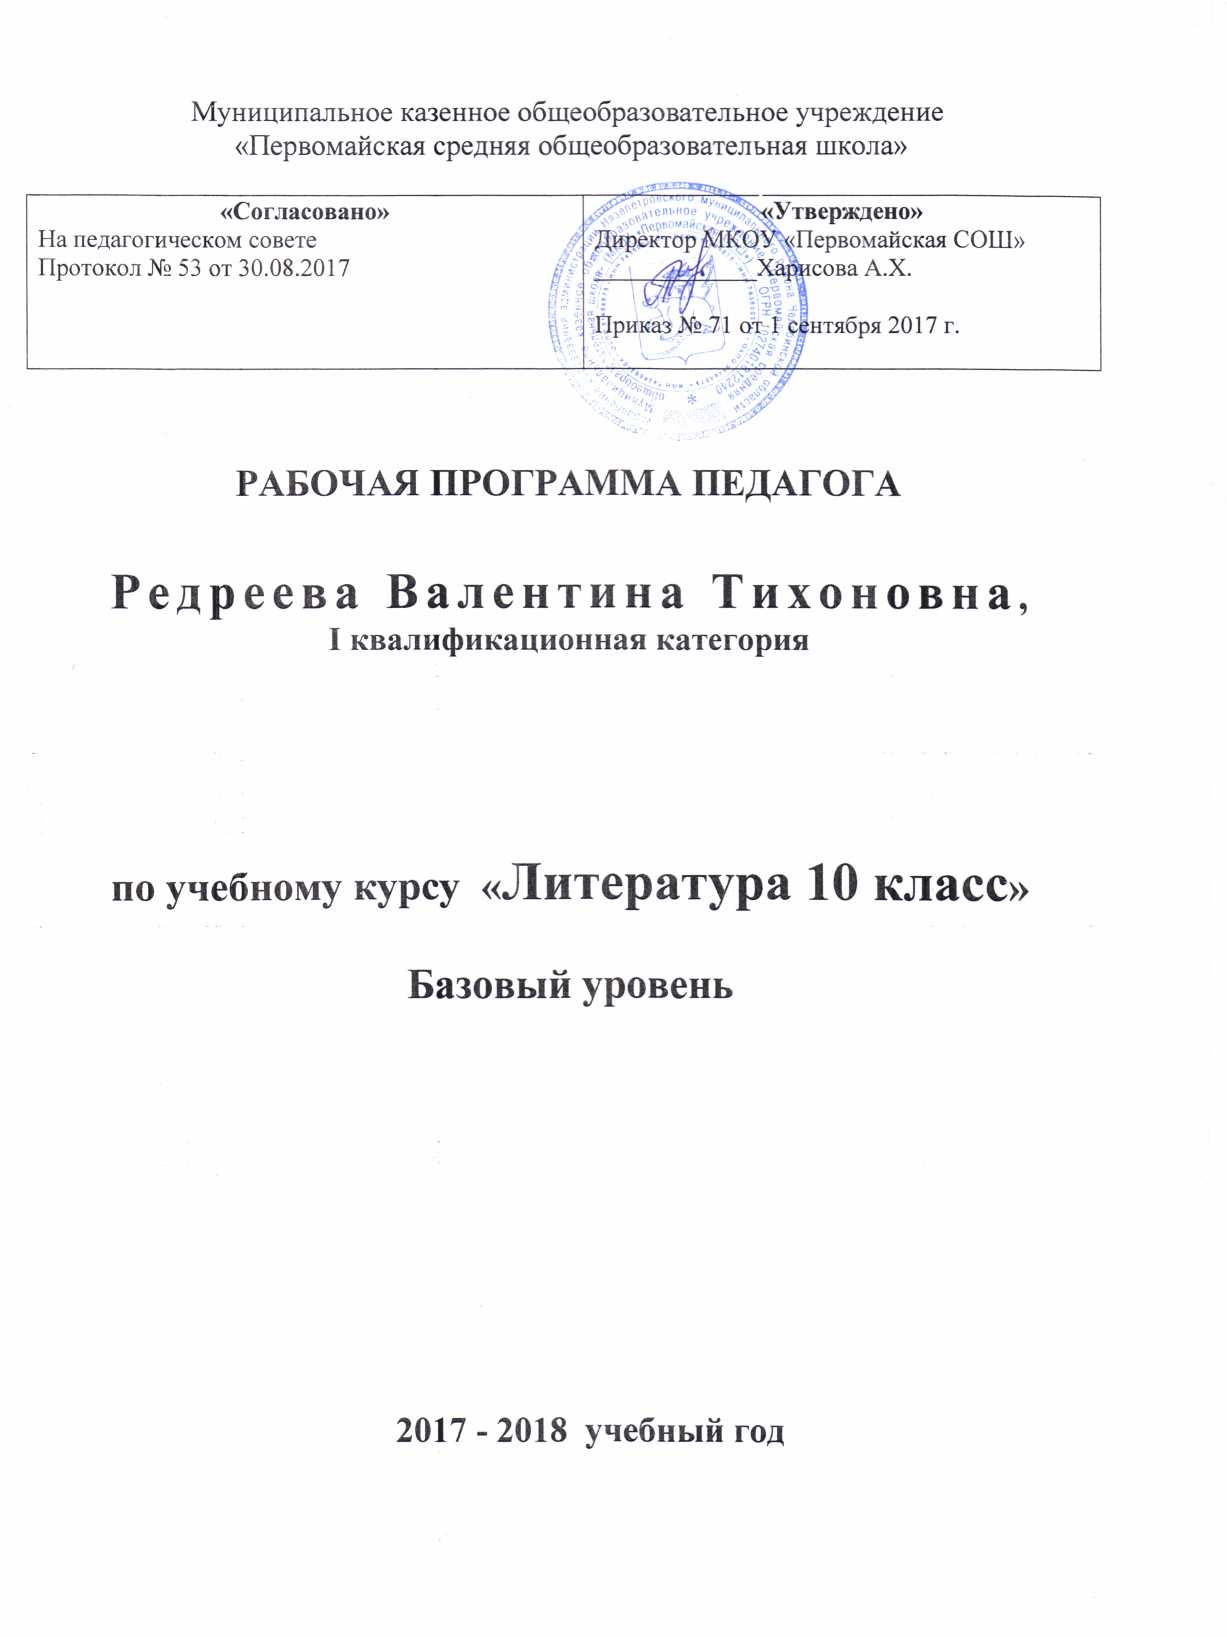 Муниципальное казенное общеобразовательное учреждение
«Первомайская средняя общеобразовательная школа»
«Согласовано»
На педагогическом совете
Протокол № 53 от 30.08.2017
«Утверждено»
Директор МКОУ «Первомайская СОШ»
Харисова А.Х.
Приказ № 71 от 1 сентября 2017 г.
РАБОЧАЯ ПРОГРАММА ПЕДАГОГА
Редреева Валентина Тихоновна,
I квалификационная категория
по учебному курсу «Литература 10 класс»
Базовый уровень
2017 - 2018 учебный год